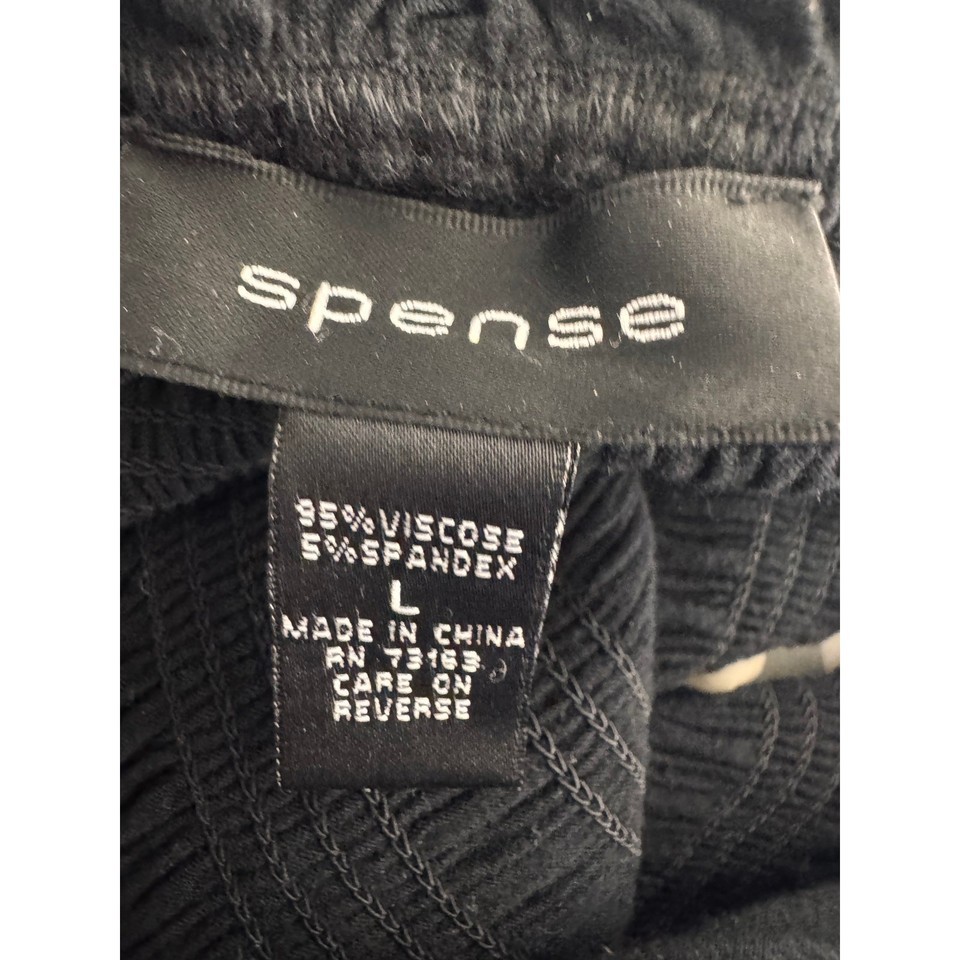 spense
95%VISCOSE
5%SPANDEX
L
MADE IN CHINA
RN 73163
CARE ON
REVERSE